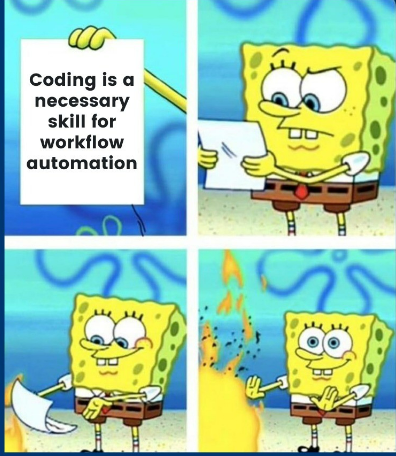 Coding is a
necessary
skill for
workflow
automation